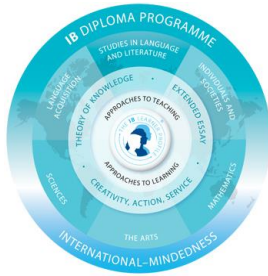 IB DIPLOMA PROGRAMME
STUDIES IN LANGUAGE
AND LITERATURE
LANGUAGE
ACQUISITION
INDIVIDUALS AND
SOCIETIES
THEORY OF KNOWLEDGE
EXTENDED ESSAY
APPROACHES TO TEACHING
THE IB LEARNER PROFILE
APPROACHES TO LEARNING
CREATIVITY, ACTION, SERVICE
SCIENCES
MATHEMATICS
THE ARTS
INTERNATIONAL-MINDEDNESS